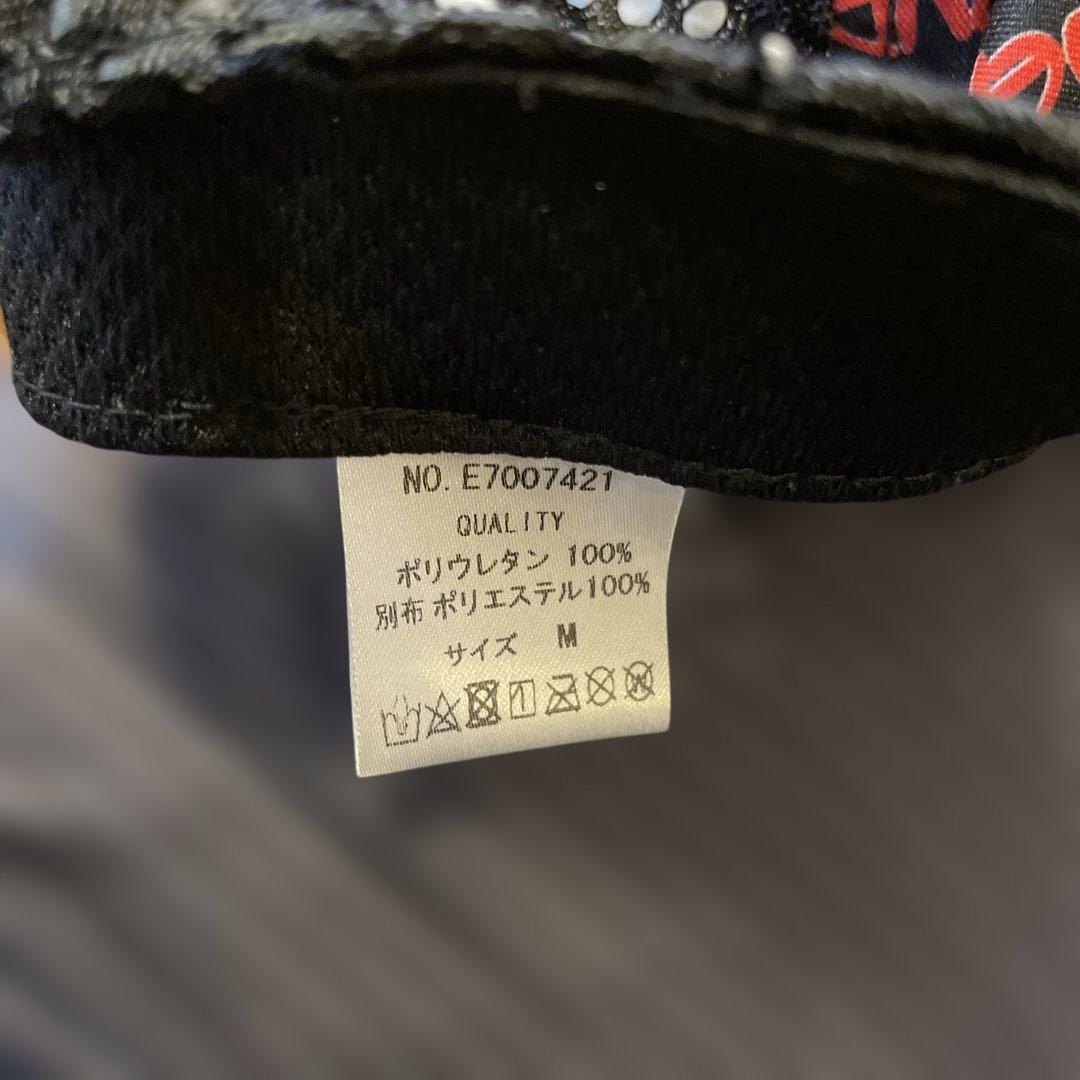 NO. E7007421
QUALITY
ポリウレタン 100%
別布 ポリエステル100%
サイズ M